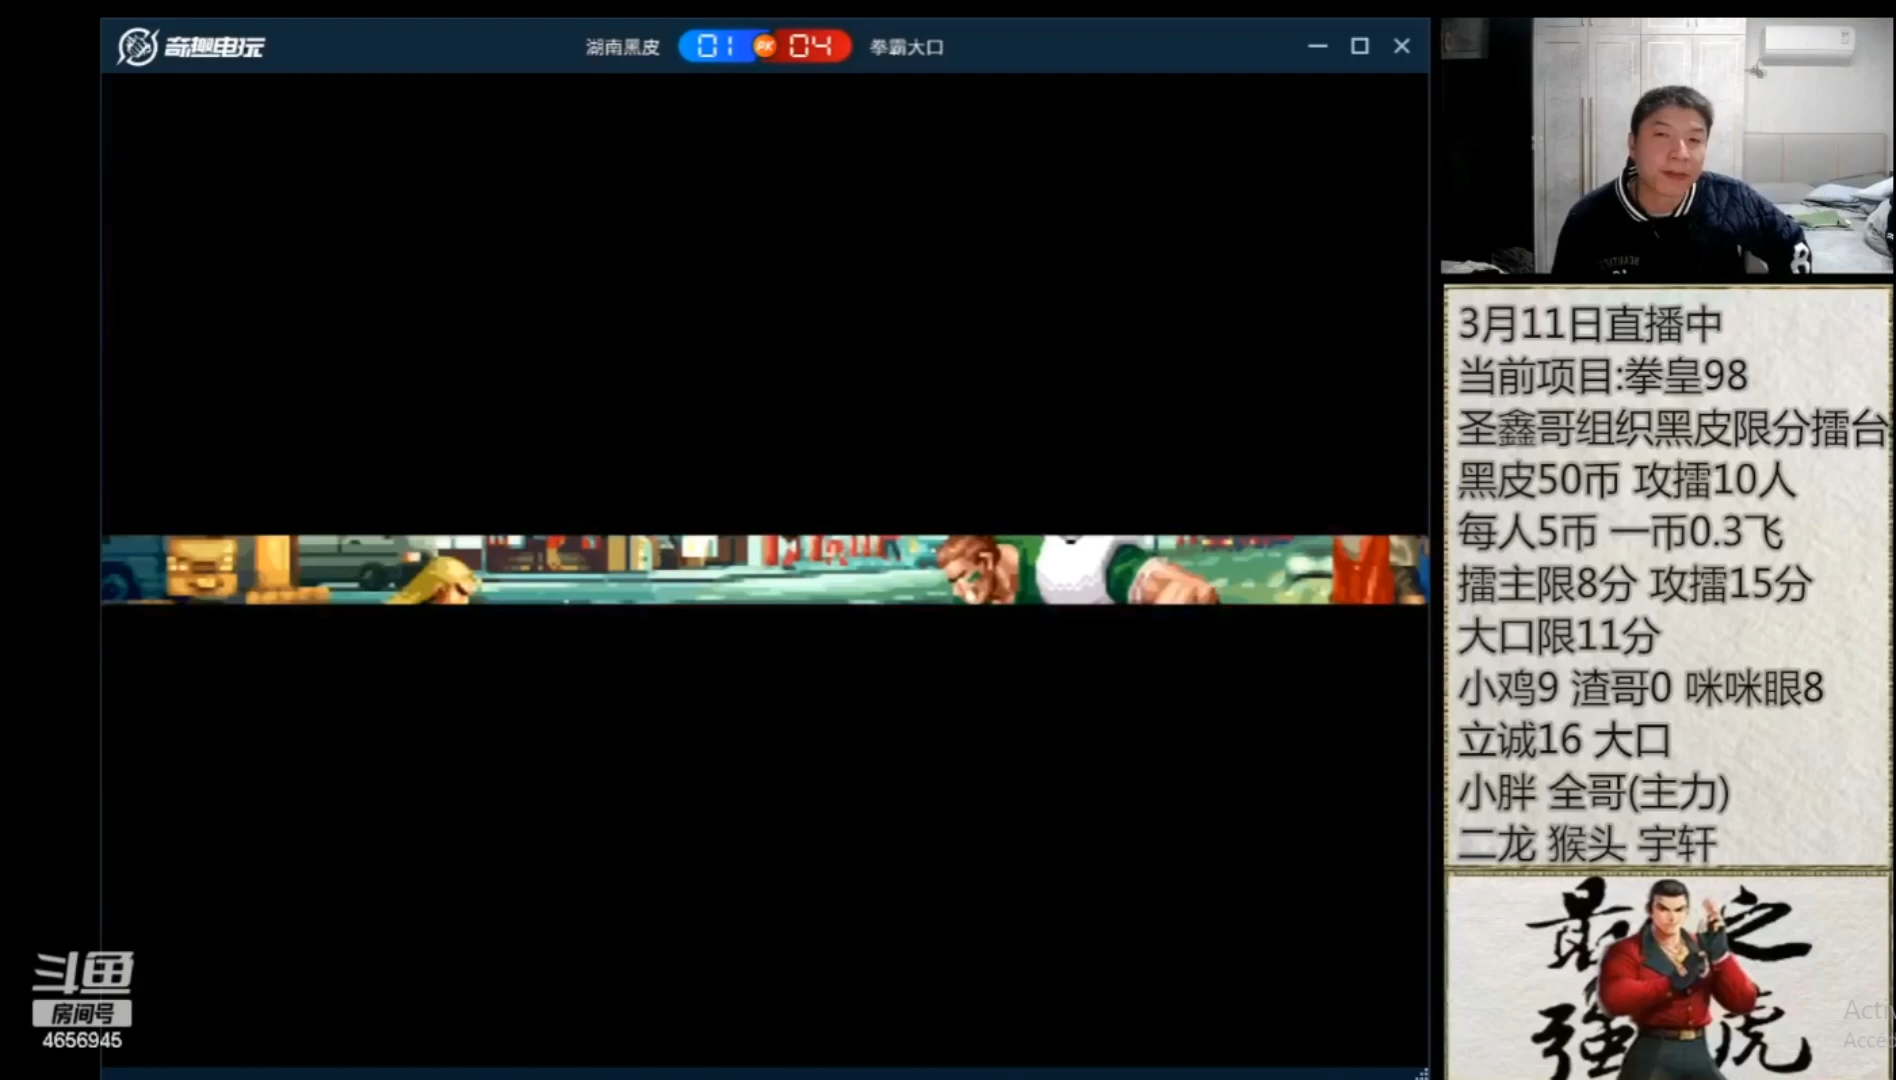 奇趣电玩
湖南黑皮 01 PK 04 拳霸大口
3月11日直播中
当前项目:拳皇98
圣鑫哥组织黑皮限分擂台
黑皮50币 攻擂10人
每人5币 一币0.3飞
擂主限8分 攻擂15分
大口限11分
小鸡9 渣哥0 咪咪眼8
立诚16 大口
小胖 全哥(主力)
二龙 猴头 宇轩
最 之
强 虎
斗鱼
房间号
4656945
Acti
Accé